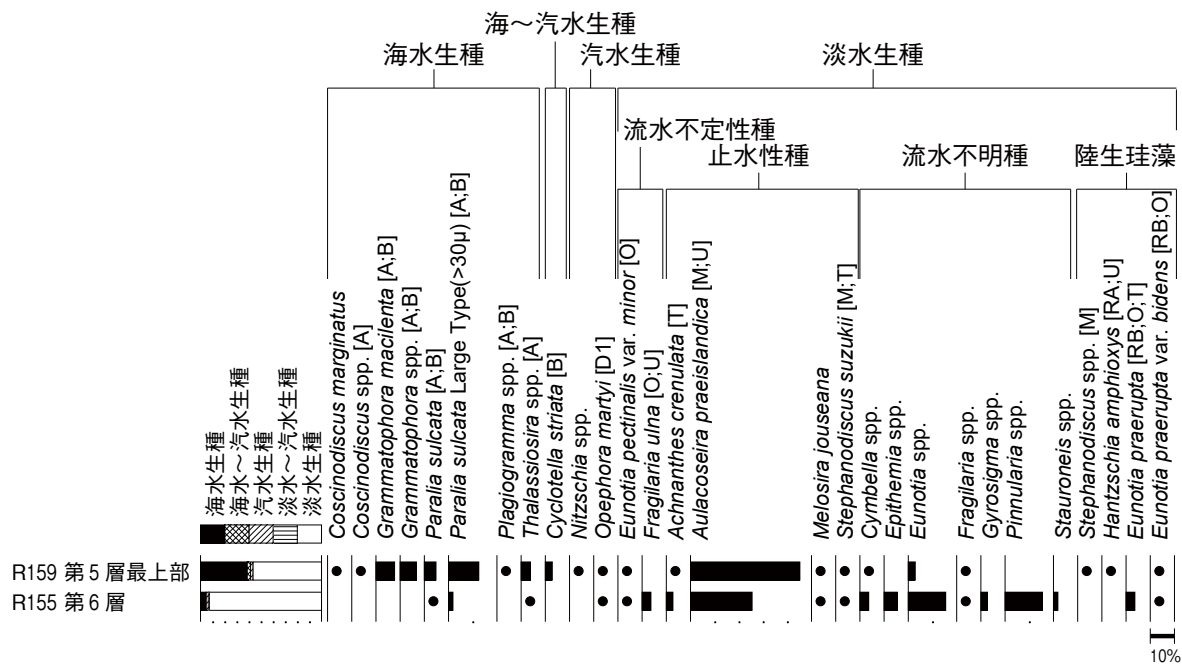 海～汽水生種
海水生種
汽水生種
淡水生種
流水不定性種
止水性種
流水不明種
陸生珪藻
海水生種
海水～汽水生種
汽水生種
淡水～汽水生種
淡水生種
Coscinodiscus marginatus
Coscinodiscus spp. [A]
Grammatophora macilenta [A;B]
Grammatophora spp. [A;B]
Paralia sulcata [A;B]
Paralia sulcata Large Type(>30μ) [A;B]
Plagiogramma spp. [A;B]
Thalassiosira spp. [A]
Cyclotella striata [B]
Nitzschia spp.
Opephora martyi [D1]
Eunotia pectinalis var. minor [O]
Fragilaria ulna [O;U]
Achnanthes crenulata [T]
Aulacoseira praeislandica [M;U]
Melosira jouseana
Stephanodiscus suzukii [M;T]
Cymbella spp.
Epithemia spp.
Eunotia spp.
Fragilaria spp.
Gyrosigma spp.
Pinnularia spp.
Stauroneis spp.
Stephanodiscus spp. [M]
Hantzschia amphioxys [RA;U]
Eunotia praerupta [RB;O;T]
Eunotia praerupta var. bidens [RB;O]
R159 第5層最上部
R155 第6層
10%